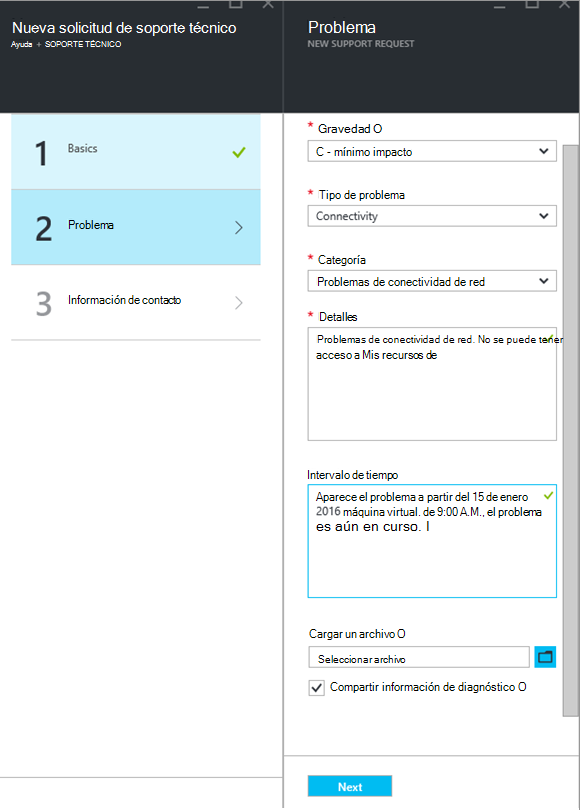 Nueva solicitud de soporte técnico
Ayuda + SOPORTE TÉCNICO
1 Basics
2 Problema
3 Información de contacto
Problema
NEW SUPPORT REQUEST
* Gravedad O
C - mínimo impacto
* Tipo de problema
Connectivity
* Categoría
Problemas de conectividad de red
* Detalles
Problemas de conectividad de red. No se puede tener
acceso a Mis recursos de
Intervalo de tiempo
Aparece el problema a partir del 15 de enero
2016 máquina virtual. de 9:00 A.M., el problema
es aún en curso. I
Cargar un archivo O
Seleccionar archivo
Compartir información de diagnóstico O
Next